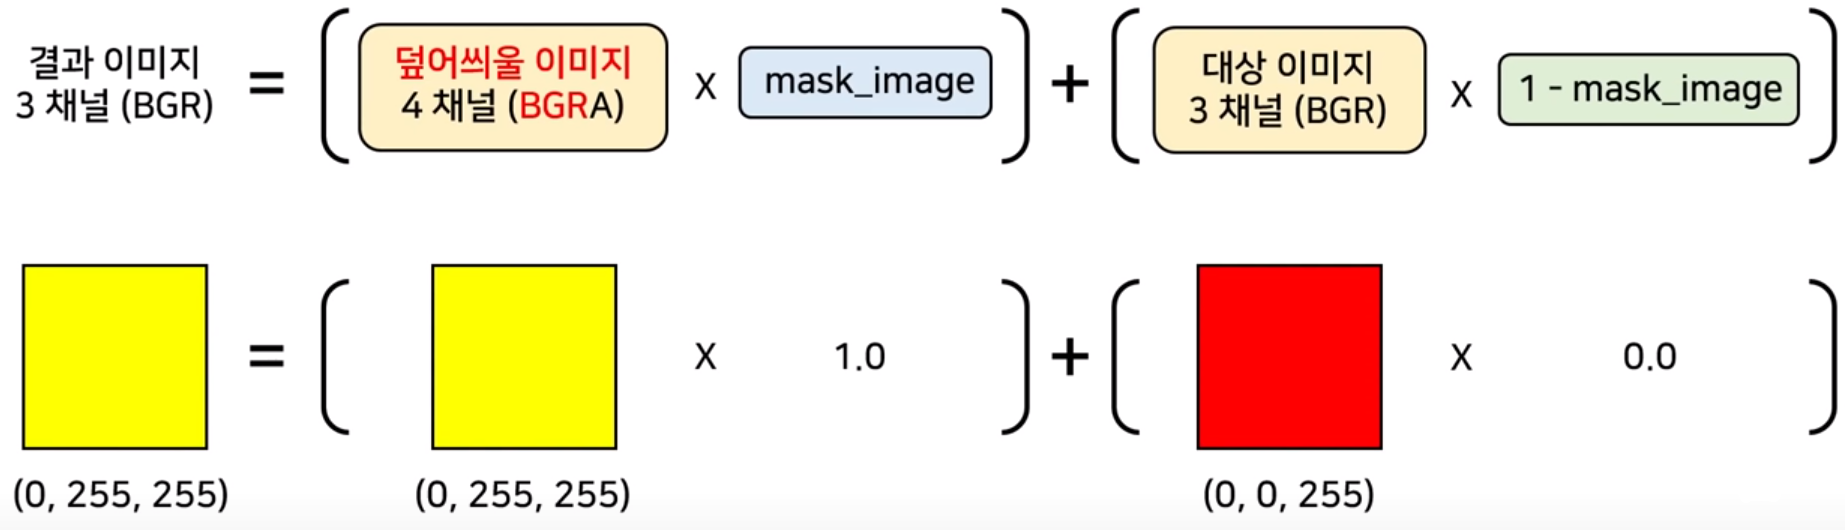 결과 이미지
3 채널 (BGR)
=
덮어씌울 이미지
4 채널 (BGRA)
X
mask_image
+
대상 이미지
3 채널 (BGR)
X
1 - mask_image
=
X
1.0
+
X
0.0
(0, 255, 255)
(0, 255, 255)
(0, 0, 255)